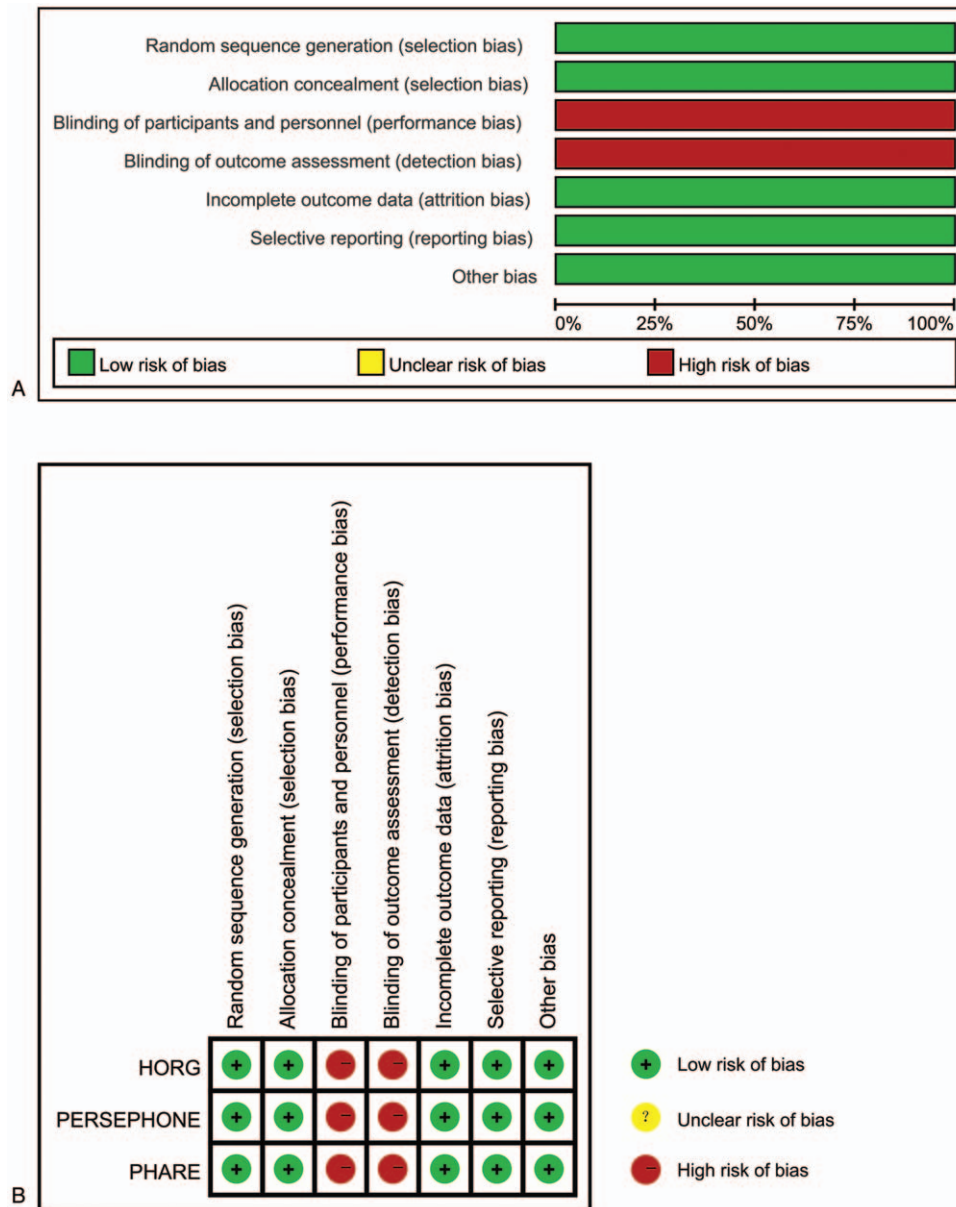 Random sequence generation (selection bias)
Allocation concealment (selection bias)
Blinding of participants and personnel (performance bias)
Blinding of outcome assessment (detection bias)
Incomplete outcome data (attrition bias)
Selective reporting (reporting bias)
Other bias
0% 25% 50% 75% 100%
Low risk of bias Unclear risk of bias High risk of bias
A
Random sequence generation (selection bias)
Allocation concealment (selection bias)
Blinding of participants and personnel (performance bias)
Blinding of outcome assessment (detection bias)
Incomplete outcome data (attrition bias)
Selective reporting (reporting bias)
Other bias
HORG + + – – + + +
PERSEPHONE + + – – + + +
PHARE + + – – + + +
+ Low risk of bias
? Unclear risk of bias
– High risk of bias
B